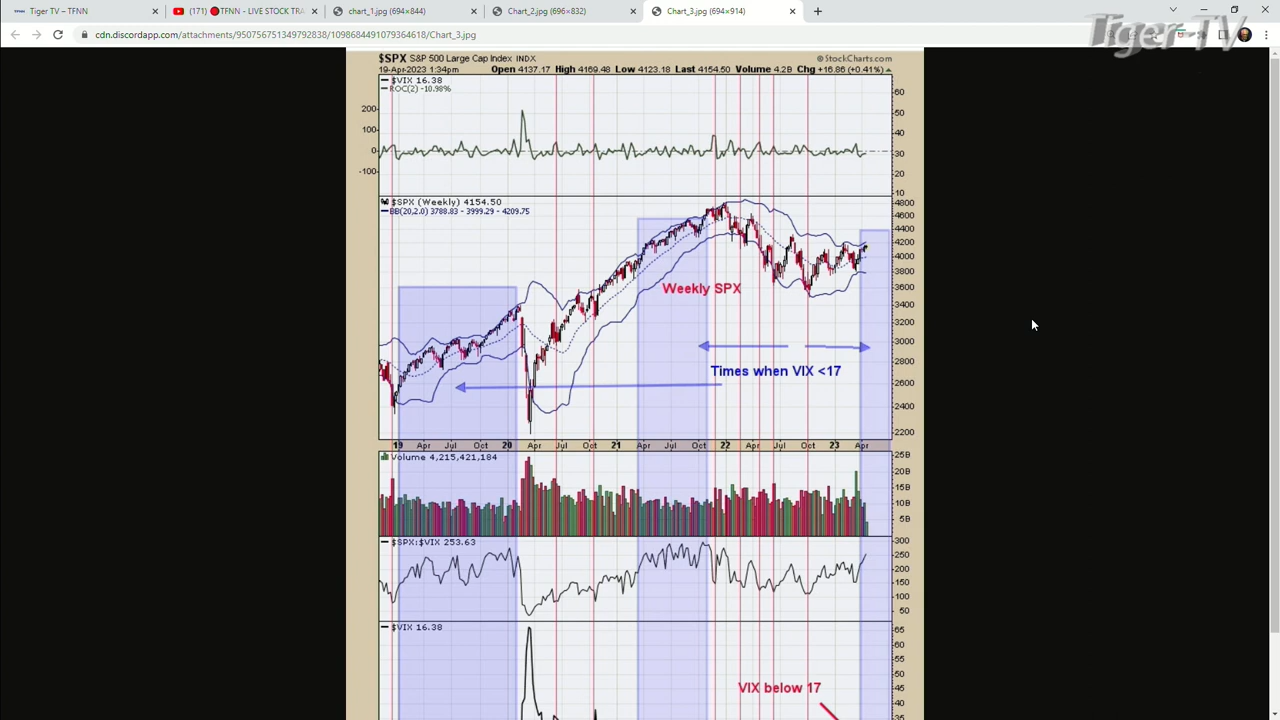 Tiger TV – TFNN
(171) 🔴TFNN - LIVE STOCK TRA
chart_1.jpg (694×844)
Chart_2.jpg (696×832)
Chart_3.jpg (694×914)
Tiger TV
cdn.discordapp.com/attachments/950756751349792838/1098684491079364618/Chart_3.jpg
$SPX S&P 500 Large Cap Index INDX
© StockCharts.com
19-Apr-2023 1:34pm
Open 4137.17 High 4169.48 Low 4123.18 Last 4154.50 Volume 4.2B Chg +16.86 (+0.41%)
$VIX 16.38
ROC(2) -10.98%
200
100
0
-100
60
50
40
30
20
10
$SPX (Weekly) 4154.50
BB(20,2.0) 3788.83 - 3999.29 - 4209.75
4800
4600
4400
4200
4000
3800
3600
3400
3200
3000
2800
2600
2400
2200
Weekly SPX
Times when VIX <17
19 Apr Jul Oct 20 Apr Jul Oct 21 Apr Jul Oct 22 Apr Jul Oct 23 Apr
Volume 4,215,421,184
25B
20B
15B
10B
5B
$SPX:$VIX 253.63
300
250
200
150
100
50
$VIX 16.38
65
60
55
50
45
40
35
VIX below 17